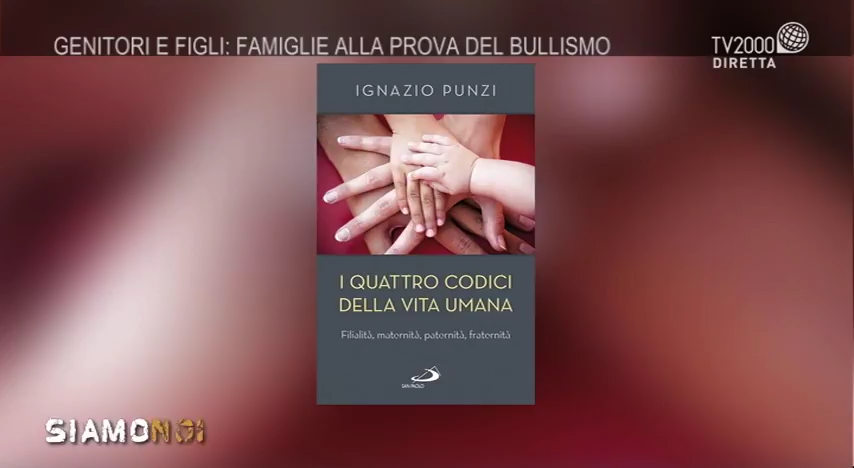 GENITORI E FIGLI: FAMIGLIE ALLA PROVA DEL BULLISMO
TV2000
DIRETTA
IGNAZIO PUNZI
I QUATTRO CODICI
DELLA VITA UMANA
Filialità, maternità, paternità, fraternità
SAN PAOLO
SIAMONOI